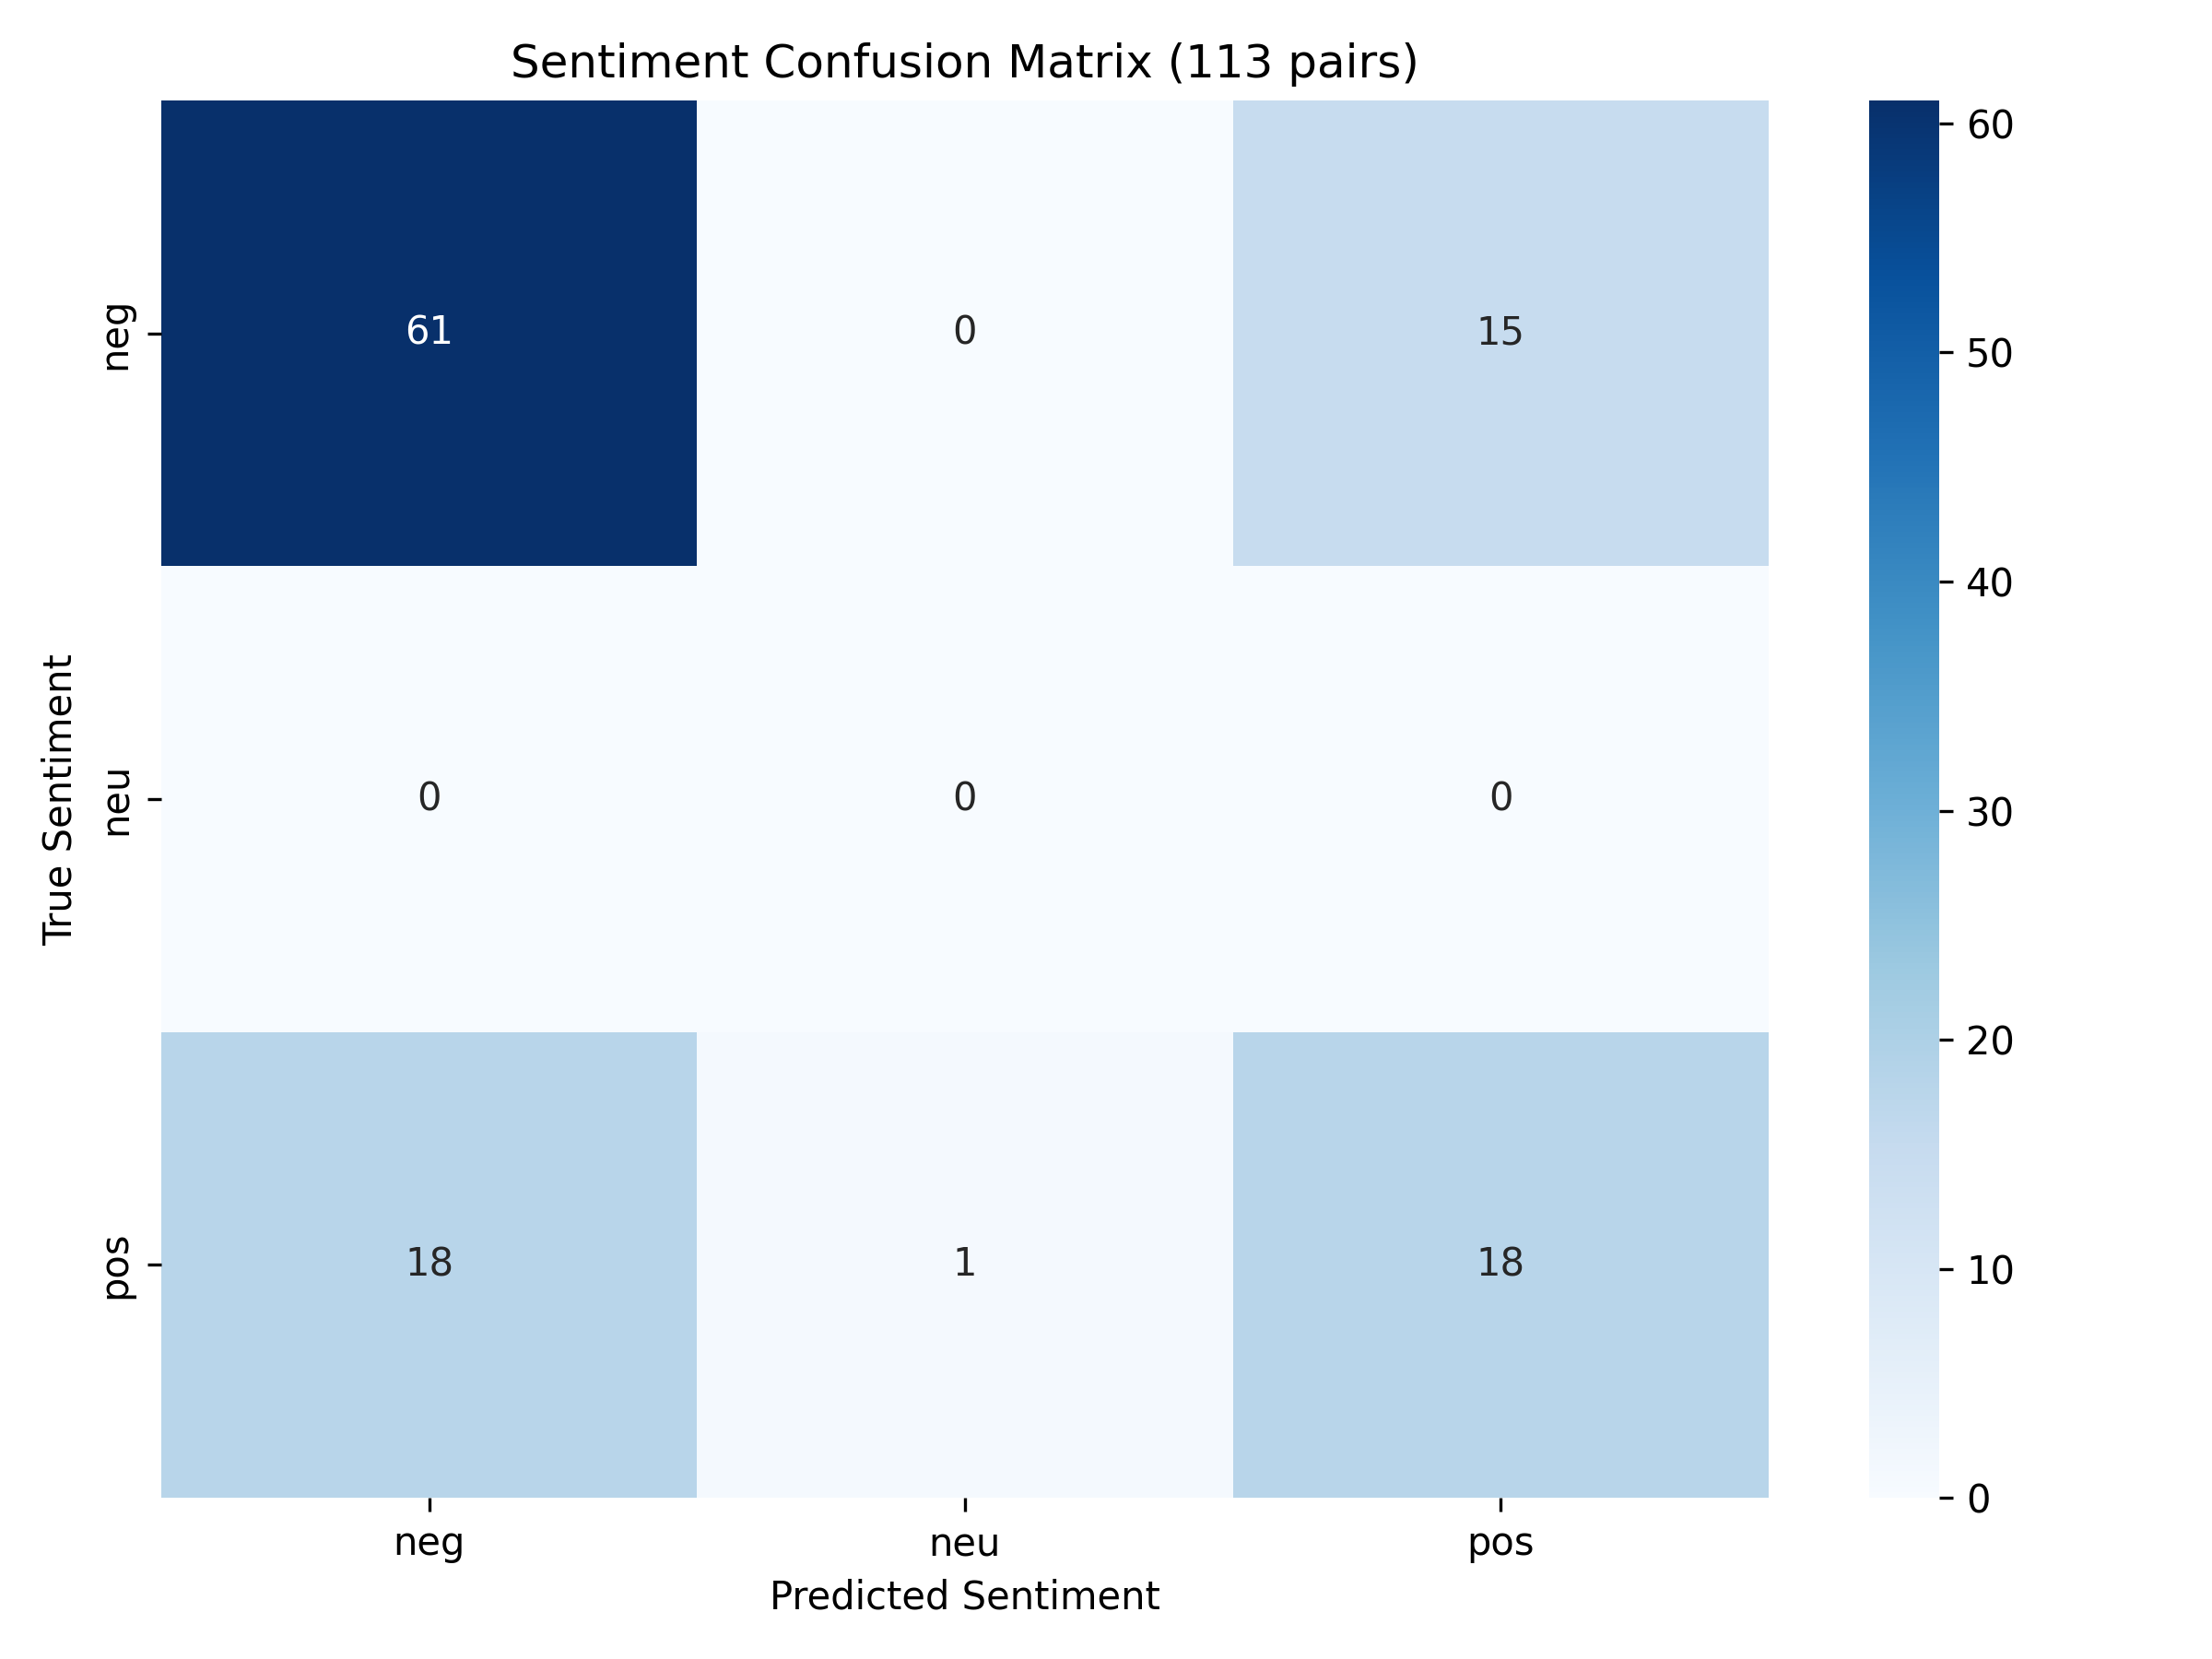 Sentiment Confusion Matrix (113 pairs)
True Sentiment
neg
61
0
15
neu
0
0
0
pos
18
1
18
neg
neu
pos
Predicted Sentiment
60
50
40
30
20
10
0